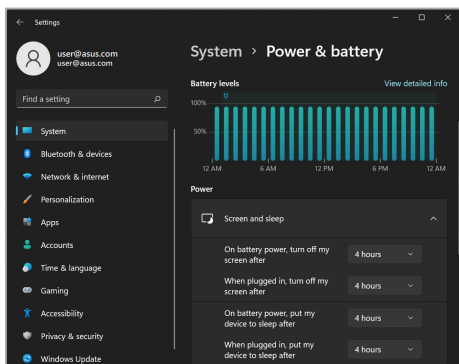 Settings
user@asus.com
user@asus.com
Find a setting
System
Bluetooth & devices
Network & internet
Personalization
Apps
Accounts
Time & language
Gaming
Accessibility
Privacy & security
Windows Update
System > Power & battery
Battery levels
View detailed info
100%
50%
12 AM 6 AM 12 PM 6 PM 12 AM
Power
Screen and sleep
On battery power, turn off my
screen after
4 hours
When plugged in, turn off my
screen after
4 hours
On battery power, put my
device to sleep after
4 hours
When plugged in, put my
device to sleep after
4 hours